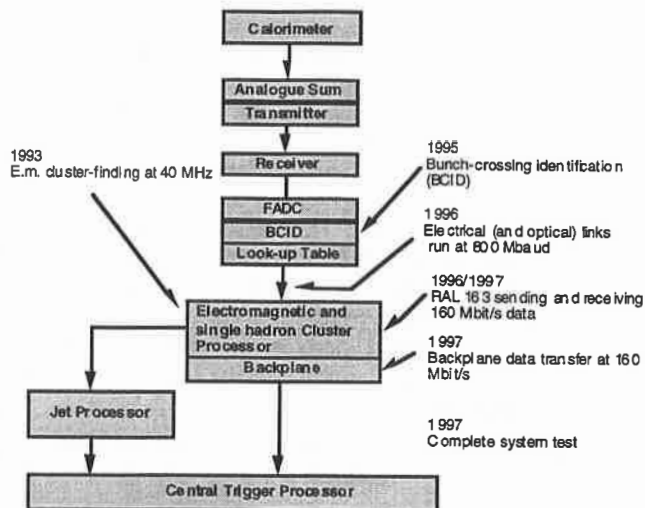 Calorimeter
Analogue Sum
Transmitter
Receiver
FADC
BCID
Look-up Table
1993
E.m. cluster-finding at 40 MHz
1995
Bunch-crossing identification
(BCID)
1996
Electrical (and optical) links
run at 800 Mbaud
1996/1997
RAL 163 sending and receiving
160 Mbit/s data
1997
Backplane data transfer at 160
Mbit/s
1997
Complete system test
Electromagnetic and
single hadron Cluster
Processor
Backplane
Jet Processor
Central Trigger Processor